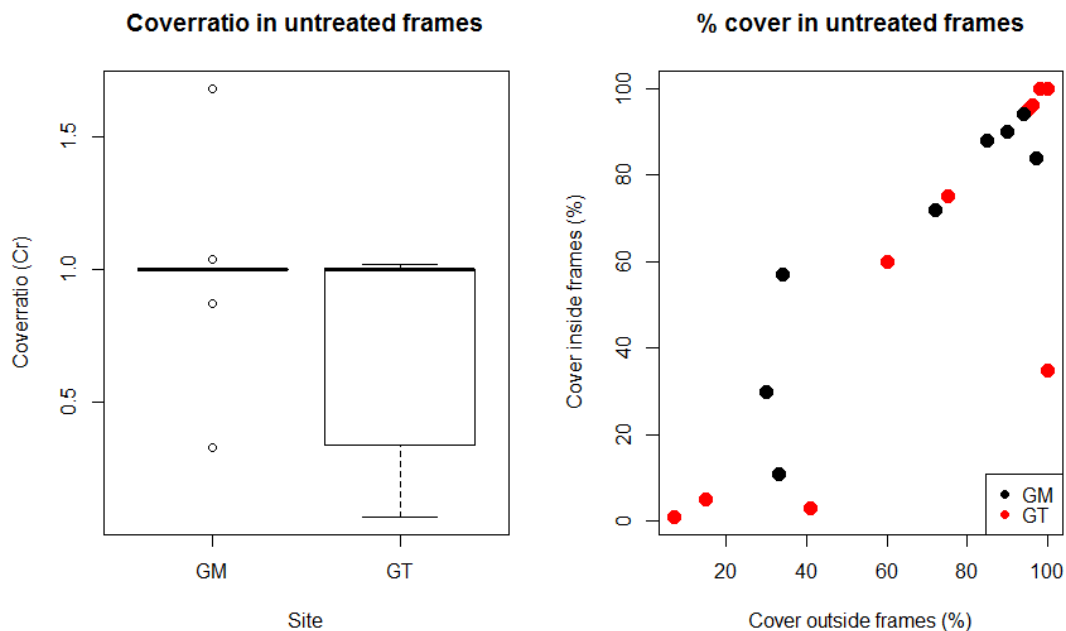 Coverratio in untreated frames
Coverratio (Cr)
1.5
1.0
0.5
GM GT
Site
% cover in untreated frames
Cover inside frames (%)
100
80
60
40
20
0
GM
GT
20 40 60 80 100
Cover outside frames (%)